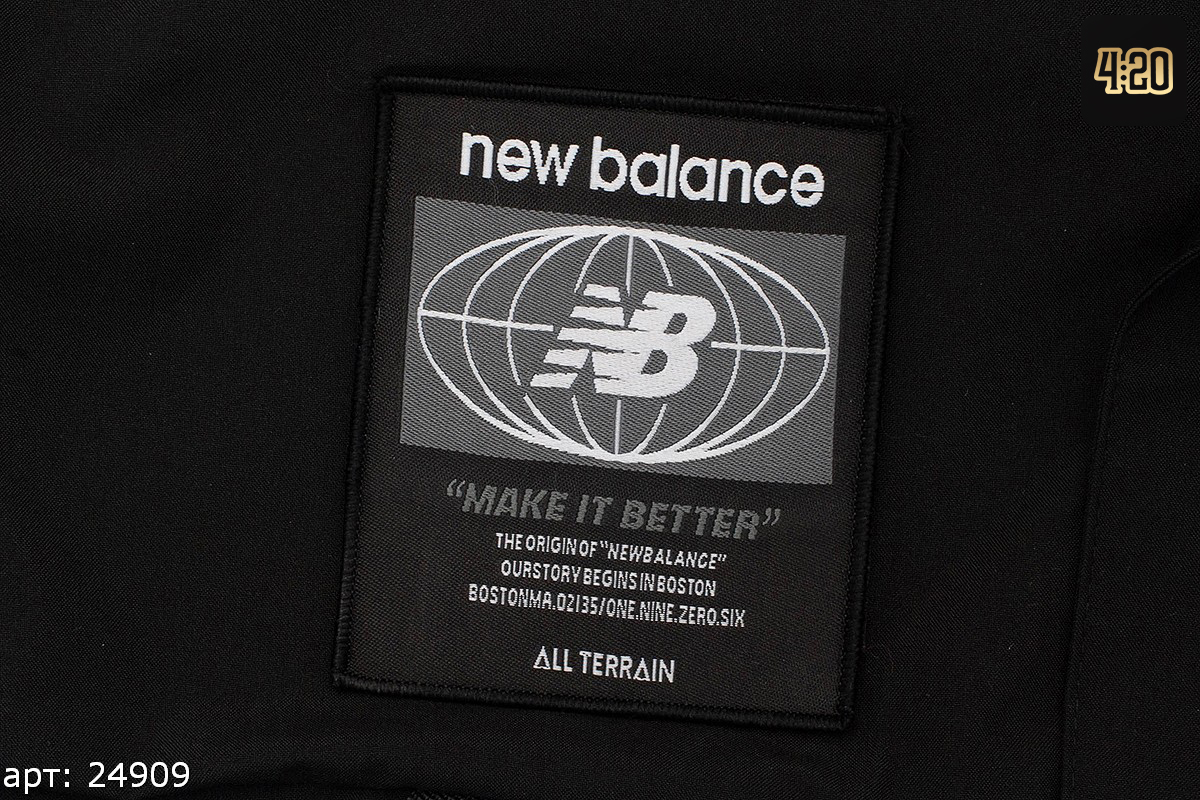 4:20
new balance
NB
“MAKE IT BETTER”
THE ORIGIN OF “NEWBALANCE”
OURSTORY BEGINS IN BOSTON
BOSTONMA.02135/ONE.NINE.ZERO.SIX
ALL TERRAIN
арт: 24909